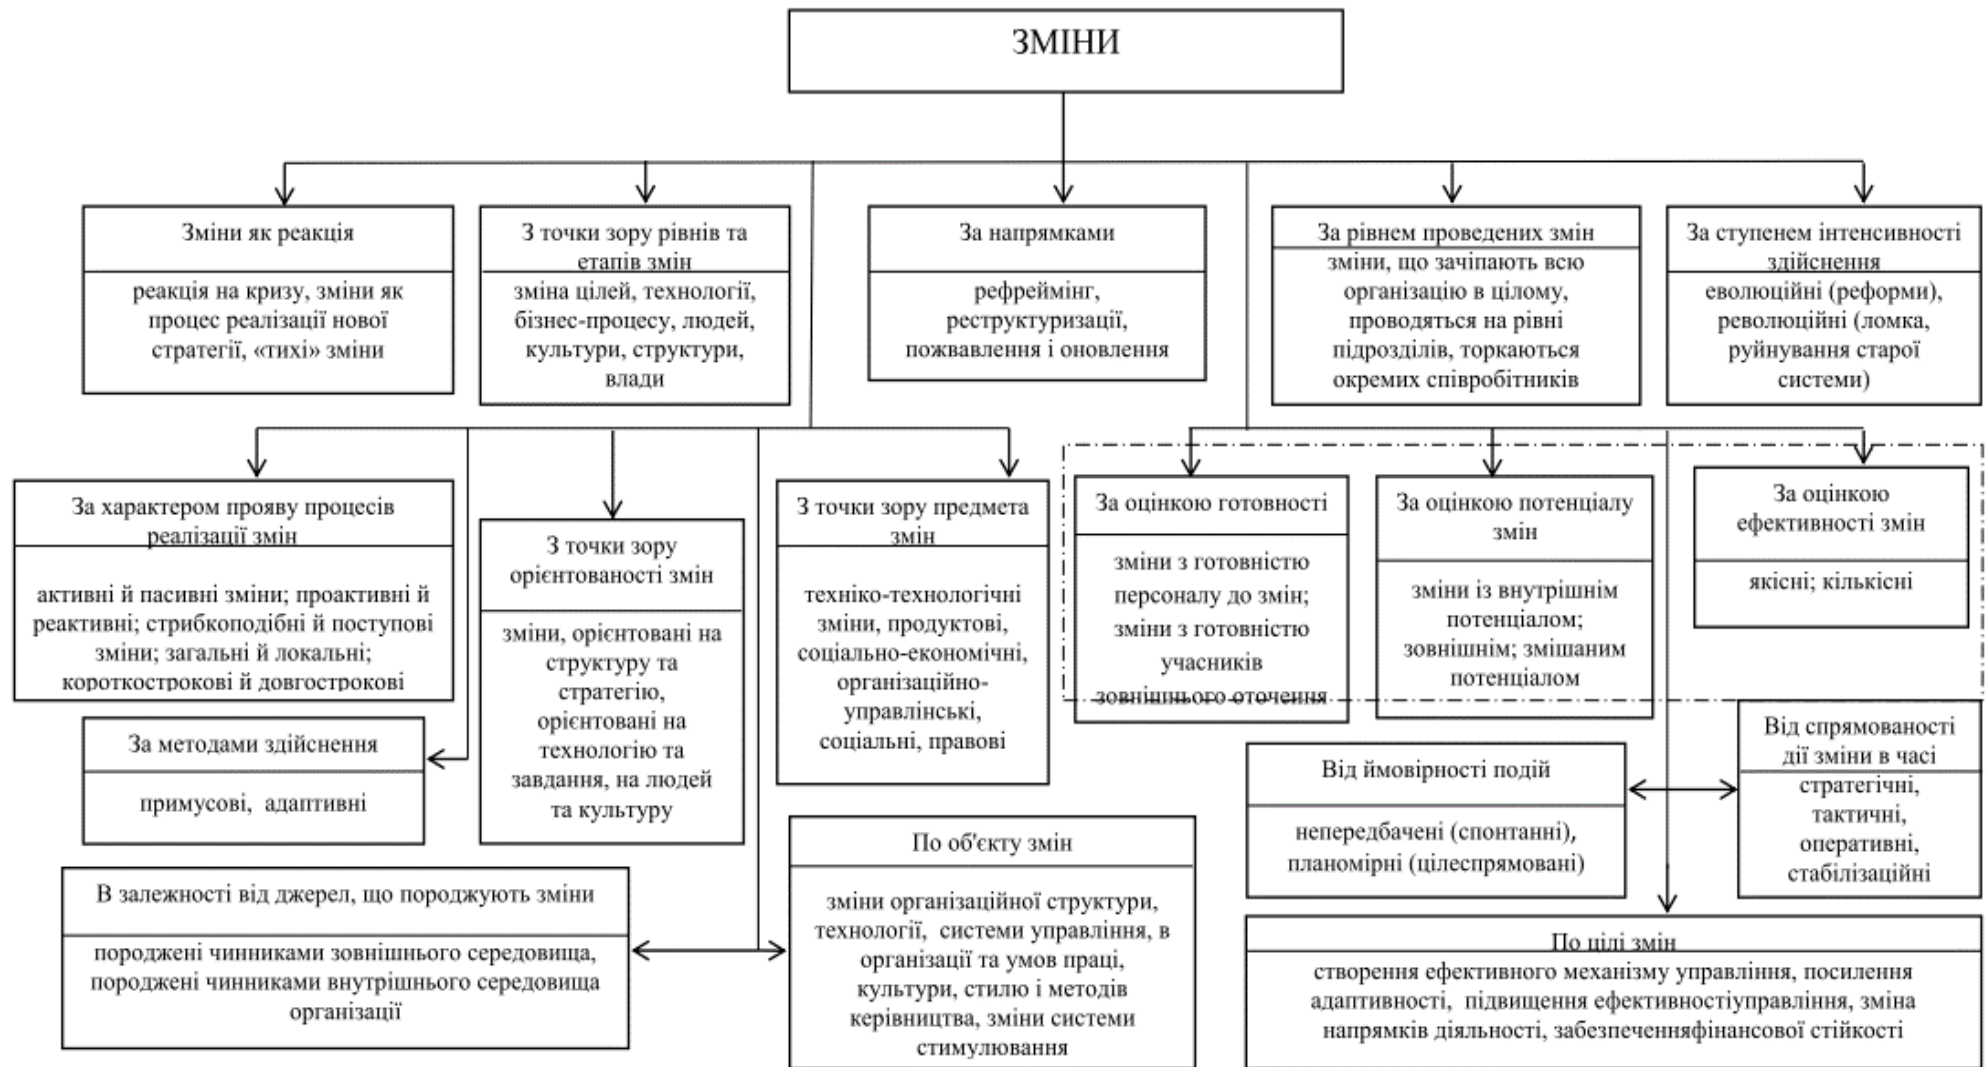 ЗМІНИ
Зміни як реакція
реакція на кризу, зміни як
процес реалізації нової
стратегії, «тихі» зміни
З точки зору рівнів та
етапів змін
зміна цілей, технології,
бізнес-процесу, людей,
культури, структури,
влади
За напрямками
рефреймінг,
реструктуризації,
пожвавлення і оновлення
За рівнем проведених змін
зміни, що зачіпають всю
організацію в цілому,
проводяться на рівні
підрозділів, торкаються
окремих співробітників
За ступенем інтенсивності
здійснення
еволюційні (реформи),
революційні (ломка,
руйнування старої
системи)
За характером прояву процесів
реалізації змін
активні й пасивні зміни; проактивні й
реактивні; стрибкоподібні й поступові
зміни; загальні й локальні;
короткострокові й довгострокові
З точки зору
орієнтованості змін
зміни, орієнтовані на
структуру та
стратегію,
орієнтовані на
технологію та
завдання, на людей
та культуру
З точки зору предмета
змін
техніко-технологічні
зміни, продуктові,
соціально-економічні,
організаційно-
управлінські,
соціальні, правові
За оцінкою готовності
зміни з готовністю
персоналу до змін;
зміни з готовністю
учасників
зовнішнього оточення
За оцінкою потенціалу
змін
зміни із внутрішнім
потенціалом;
зовнішнім; змішаним
потенціалом
За оцінкою
ефективності змін
якісні; кількісні
За методами здійснення
примусові, адаптивні
Від ймовірності подій
непередбачені (спонтанні),
планомірні (цілеспрямовані)
Від спрямованості
дії зміни в часі
стратегічні,
тактичні,
оперативні,
стабілізаційні
В залежності від джерел, що породжують зміни
породжені чинниками зовнішнього середовища,
породжені чинниками внутрішнього середовища
організації
По об'єкту змін
зміни організаційної структури,
технології, системи управління, в
організації та умов праці,
культури, стилю і методів
керівництва, зміни системи
стимулювання
По цілі змін
створення ефективного механізму управління, посилення
адаптивності, підвищення ефективностіуправління, зміна
напрямків діяльності, забезпеченняфінансової стійкості